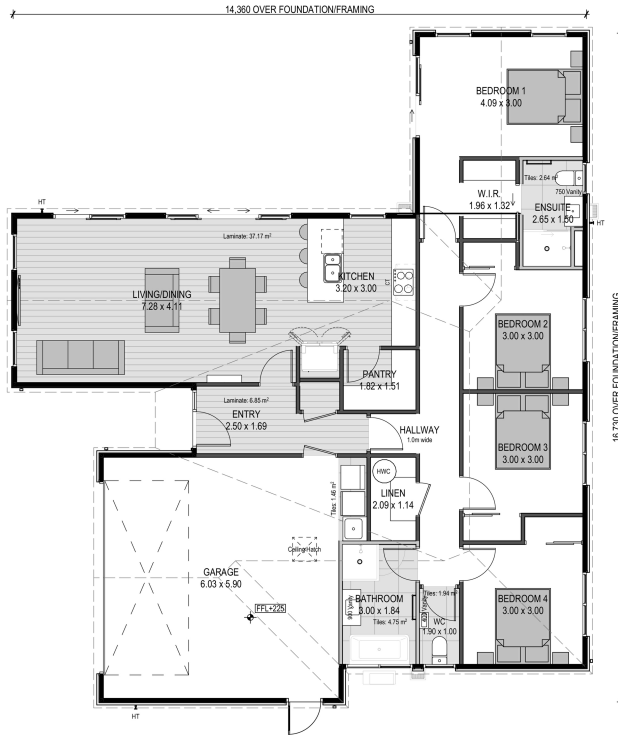 14,360 OVER FOUNDATION/FRAMING
BEDROOM 1
4.09 x 3.00
Tiles: 2.64 m²
750 Vanity
W.I.R.
1.96 x 1.32
ENSUITE
2.65 x 1.50
HT
HT
Laminate: 37.17 m²
KITCHEN
3.20 x 3.00
CT
LIVING/DINING
7.28 x 4.11
BEDROOM 2
3.00 x 3.00
16,730 OVER FOUNDATION/FRAMING
PANTRY
1.82 x 1.51
Laminate: 6.85 m²
ENTRY
2.50 x 1.69
HALLWAY
1.0m wide
BEDROOM 3
3.00 x 3.00
HWC
LINEN
2.09 x 1.14
Tiles: 1.46 m²
Ceiling Hatch
GARAGE
6.03 x 5.90
FFL+225
BATHROOM
3.00 x 1.84
900 Vanity
Tiles: 4.75 m²
Tiles: 1.94 m²
400 Vanity
WC
1.90 x 1.00
BEDROOM 4
3.00 x 3.00
HT